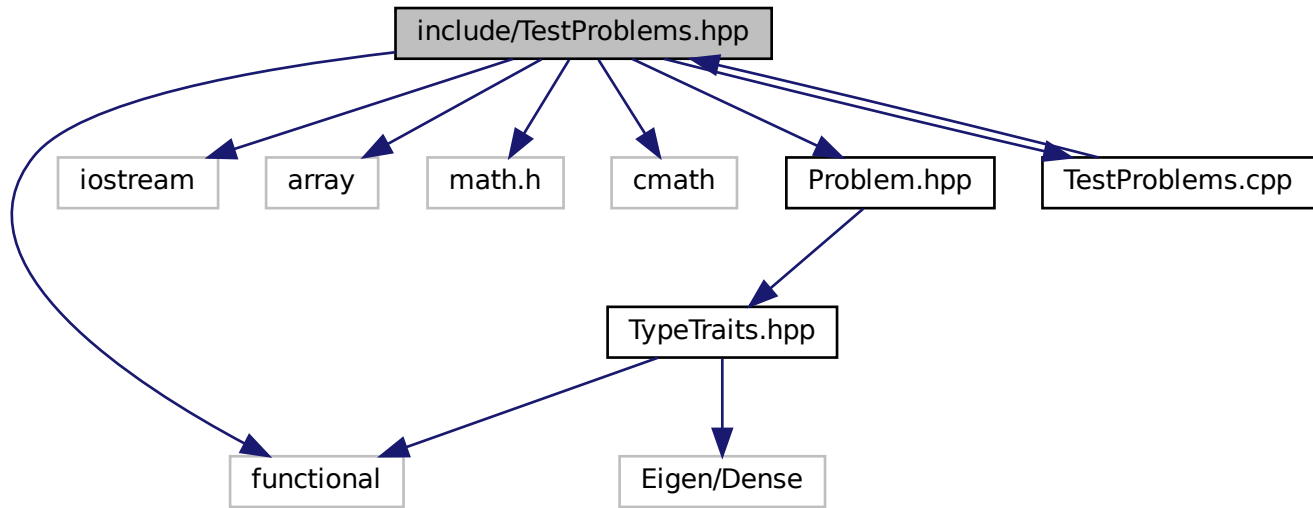 include/TestProblems.hpp
iostream
array
math.h
cmath
Problem.hpp
TestProblems.cpp
TypeTraits.hpp
functional
Eigen/Dense